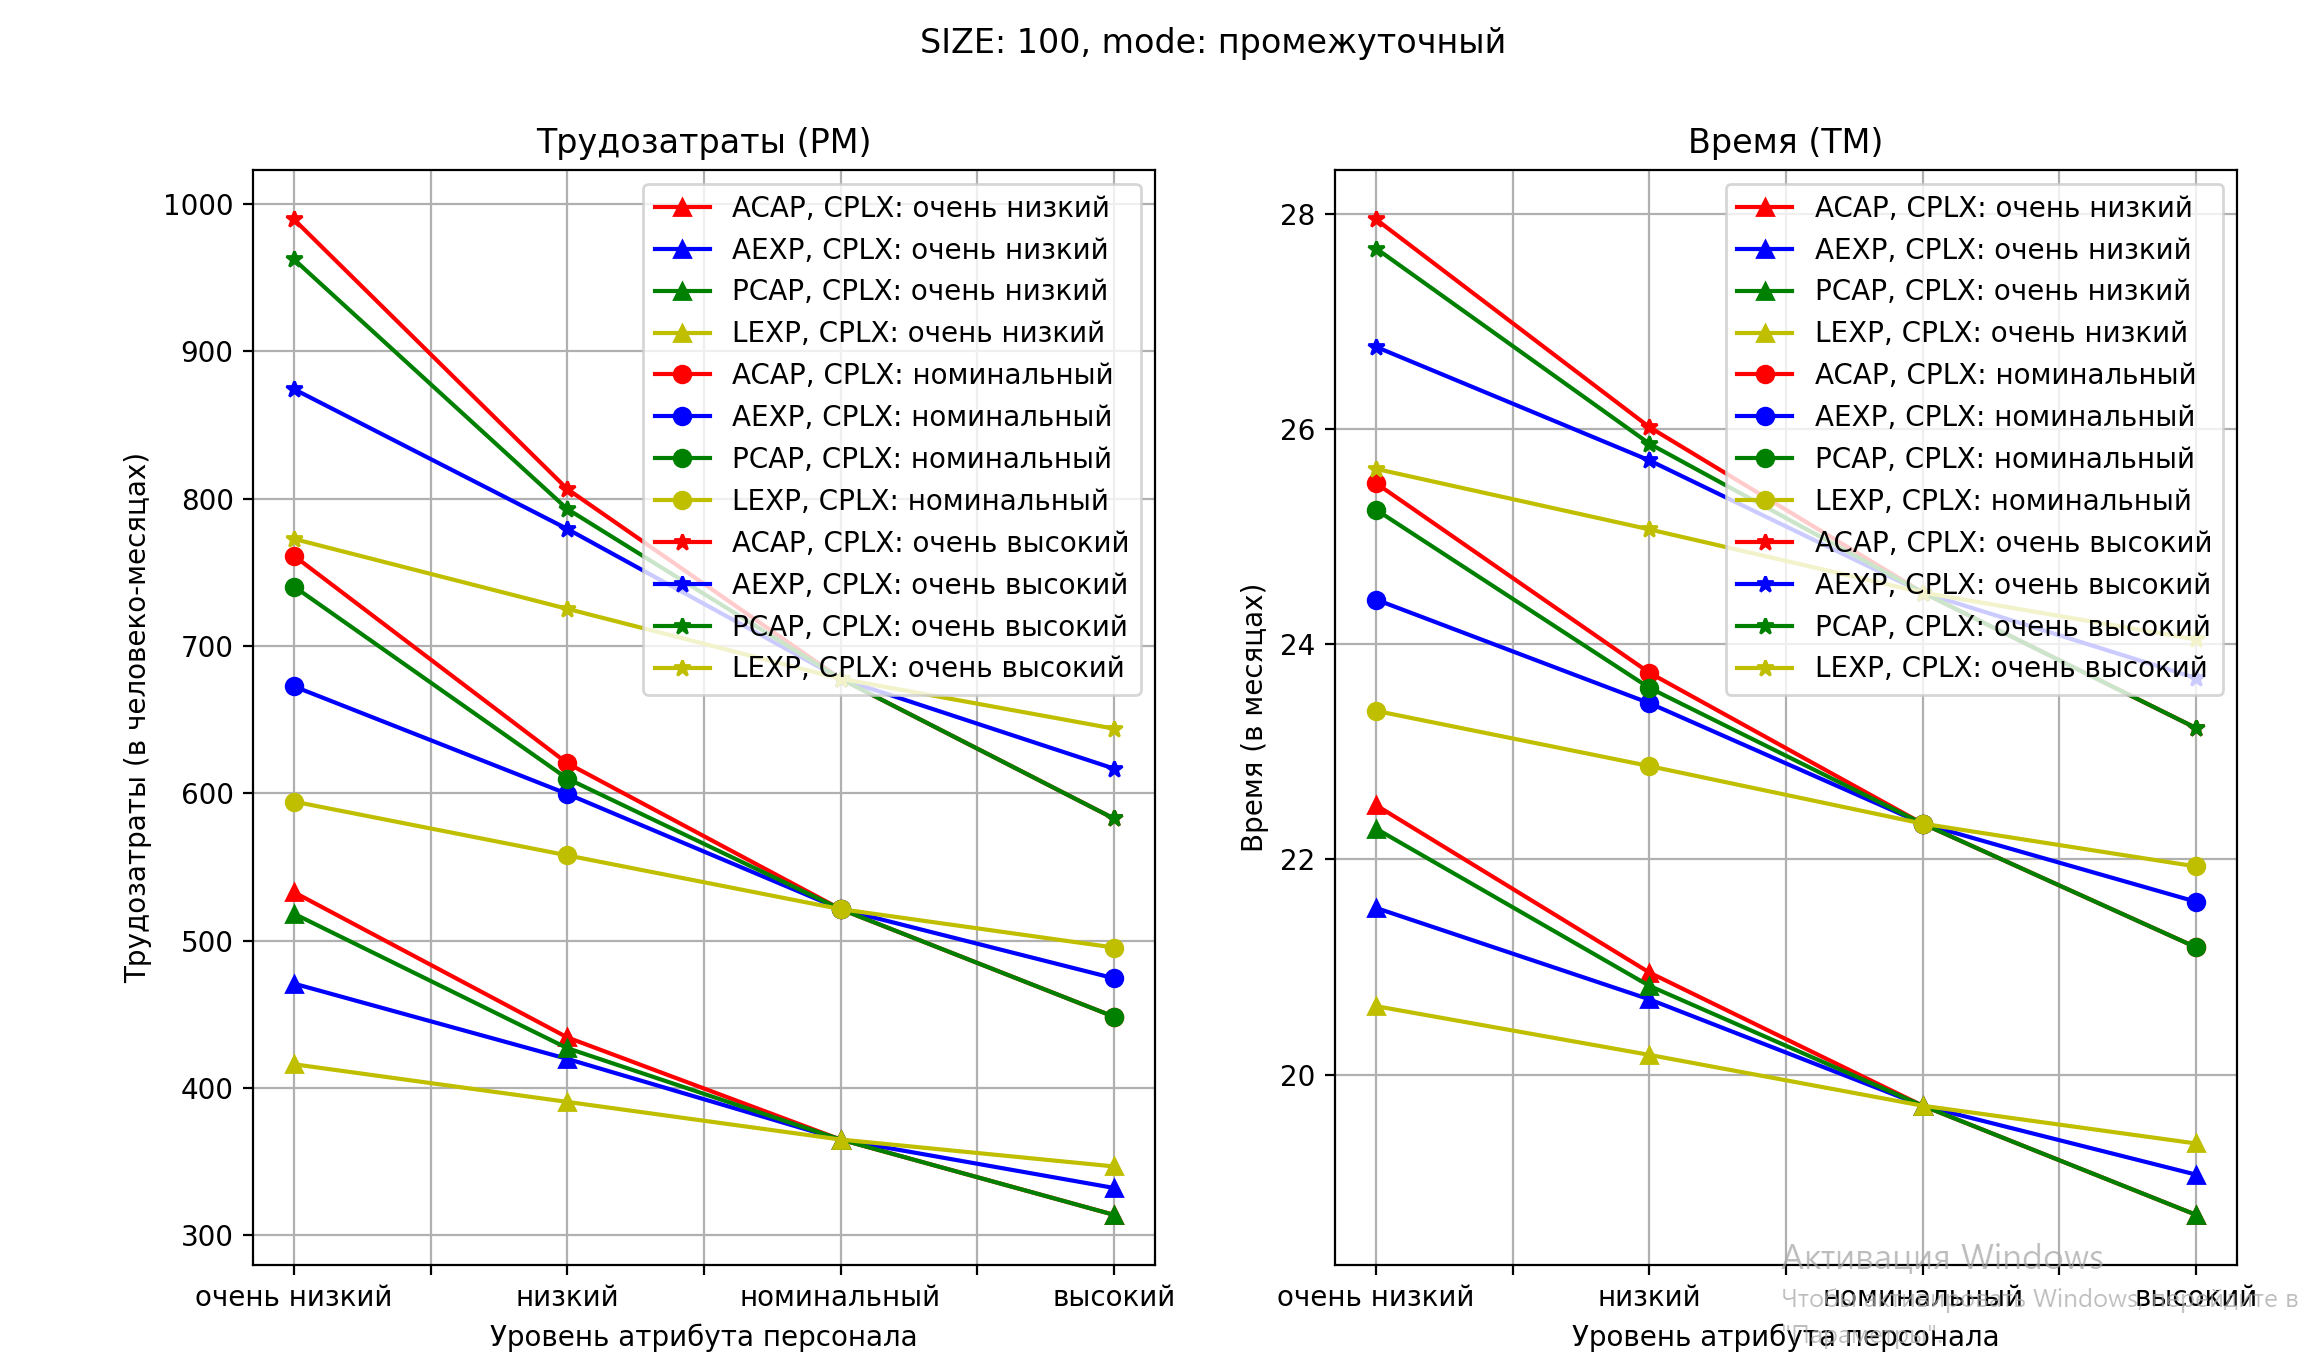 SIZE: 100, mode: промежуточный
Трудозатраты (PM)
Трудозатраты (в человеко-месяцах)
1000
900
800
700
600
500
400
300
ACAP, CPLX: очень низкий
AEXP, CPLX: очень низкий
PCAP, CPLX: очень низкий
LEXP, CPLX: очень низкий
ACAP, CPLX: номинальный
AEXP, CPLX: номинальный
PCAP, CPLX: номинальный
LEXP, CPLX: номинальный
ACAP, CPLX: очень высокий
AEXP, CPLX: очень высокий
PCAP, CPLX: очень высокий
LEXP, CPLX: очень высокий
очень низкий низкий номинальный высокий
Уровень атрибута персонала
Время (TM)
Время (в месяцах)
28
26
24
22
20
ACAP, CPLX: очень низкий
AEXP, CPLX: очень низкий
PCAP, CPLX: очень низкий
LEXP, CPLX: очень низкий
ACAP, CPLX: номинальный
AEXP, CPLX: номинальный
PCAP, CPLX: номинальный
LEXP, CPLX: номинальный
ACAP, CPLX: очень высокий
AEXP, CPLX: очень высокий
PCAP, CPLX: очень высокий
LEXP, CPLX: очень высокий
очень низкий низкий номинальный высокий
Уровень атрибута персонала
Активация Windows
Чтобы активировать Windows, перейдите в
"Параметры"